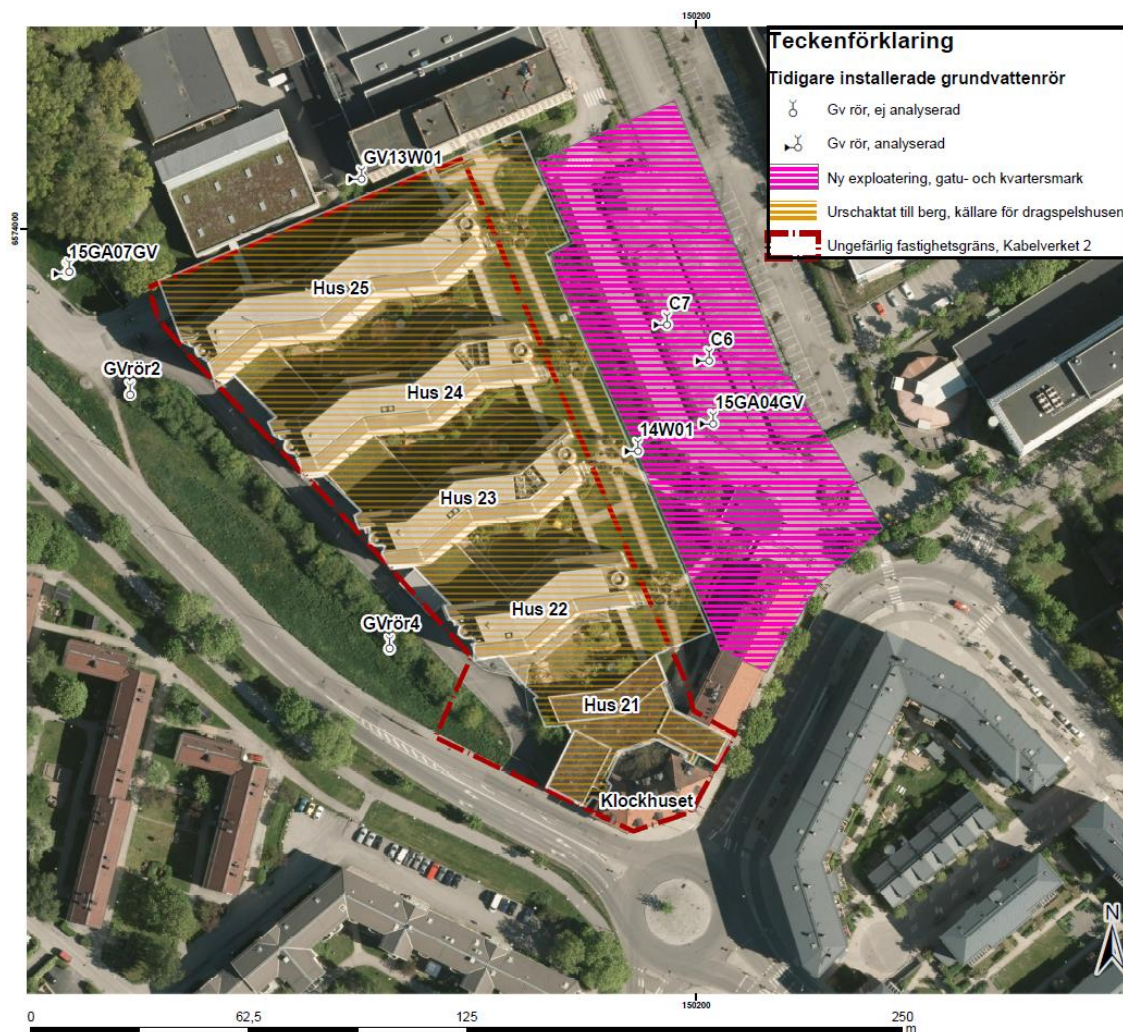 150200
Teckenförklaring
Tidigare installerade grundvattenrör
Gv rör, ej analyserad
Gv rör, analyserad
Ny exploatering, gatu- och kvartersmark
Urschaktat till berg, källare för dragspelshusen
Ungefärlig fastighetsgräns, Kabelverket 2
6574000
GV13W01
15GA07GV
Hus 25
C7
GVrör2
C6
Hus 24
15GA04GV
14W01
Hus 23
Hus 22
GVrör4
Hus 21
Klockhuset
N
150200
0 62,5 125 250
m